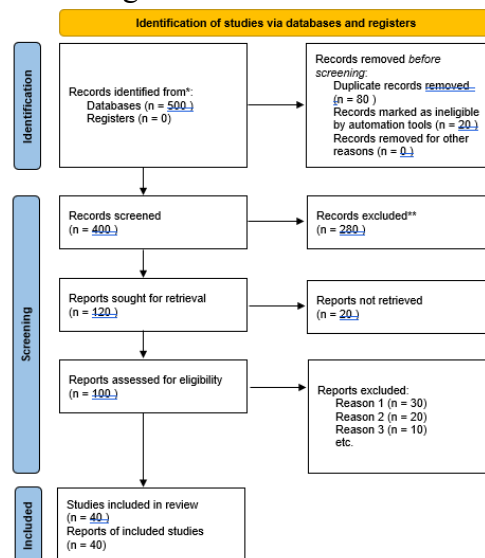 Identification of studies via databases and registers
Identification
Records identified from*:
Databases (n = 500 )
Registers (n = 0)
Records removed before
screening:
Duplicate records removed
(n = 80 )
Records marked as ineligible
by automation tools (n = 20 )
Records removed for other
reasons (n = 0 )
Screening
Records screened
(n = 400 )
Records excluded**
(n = 280 )
Reports sought for retrieval
(n = 120 )
Reports not retrieved
(n = 20 )
Reports assessed for eligibility
(n = 100 )
Reports excluded:
Reason 1 (n = 30)
Reason 2 (n = 20)
Reason 3 (n = 10)
etc.
Included
Studies included in review
(n = 40 )
Reports of included studies
(n = 40)